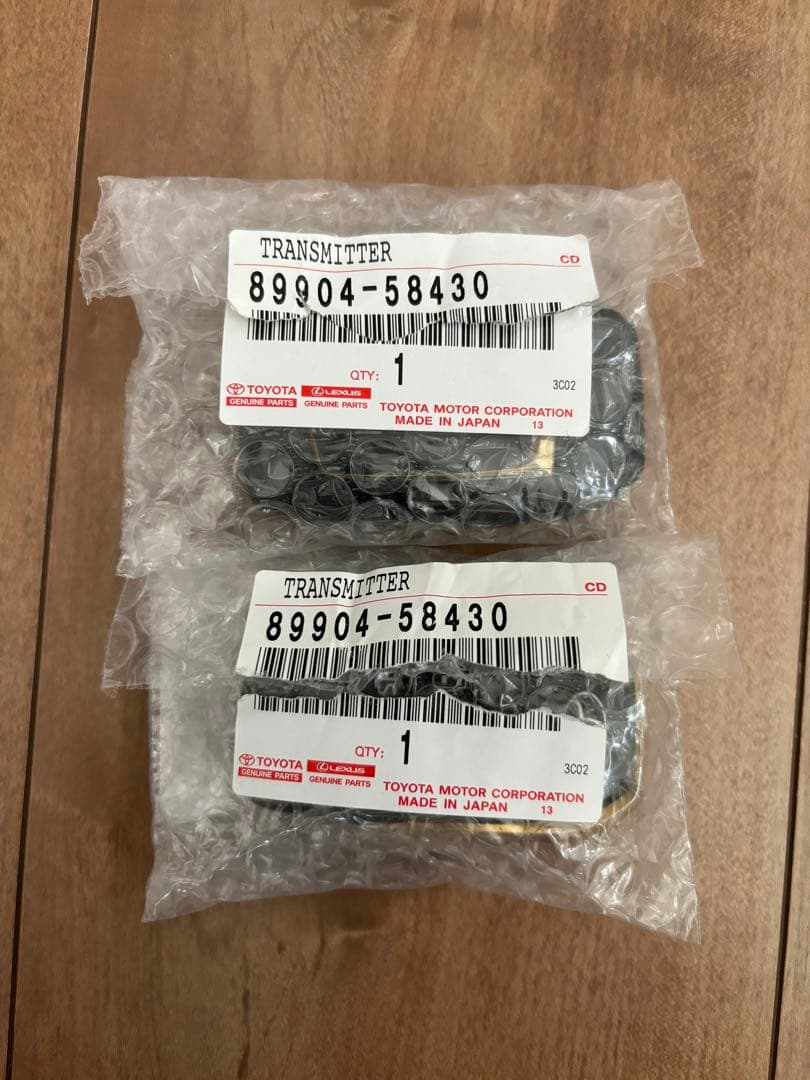 TRANSMITTER
CD
89904-58430
QTY: 1
3C02
TOYOTA LEXUS
GENUINE PARTS GENUINE PARTS
TOYOTA MOTOR CORPORATION
MADE IN JAPAN 13
TRANSMITTER
CD
89904-58430
QTY: 1
3C02
TOYOTA LEXUS
GENUINE PARTS GENUINE PARTS
TOYOTA MOTOR CORPORATION
MADE IN JAPAN 13